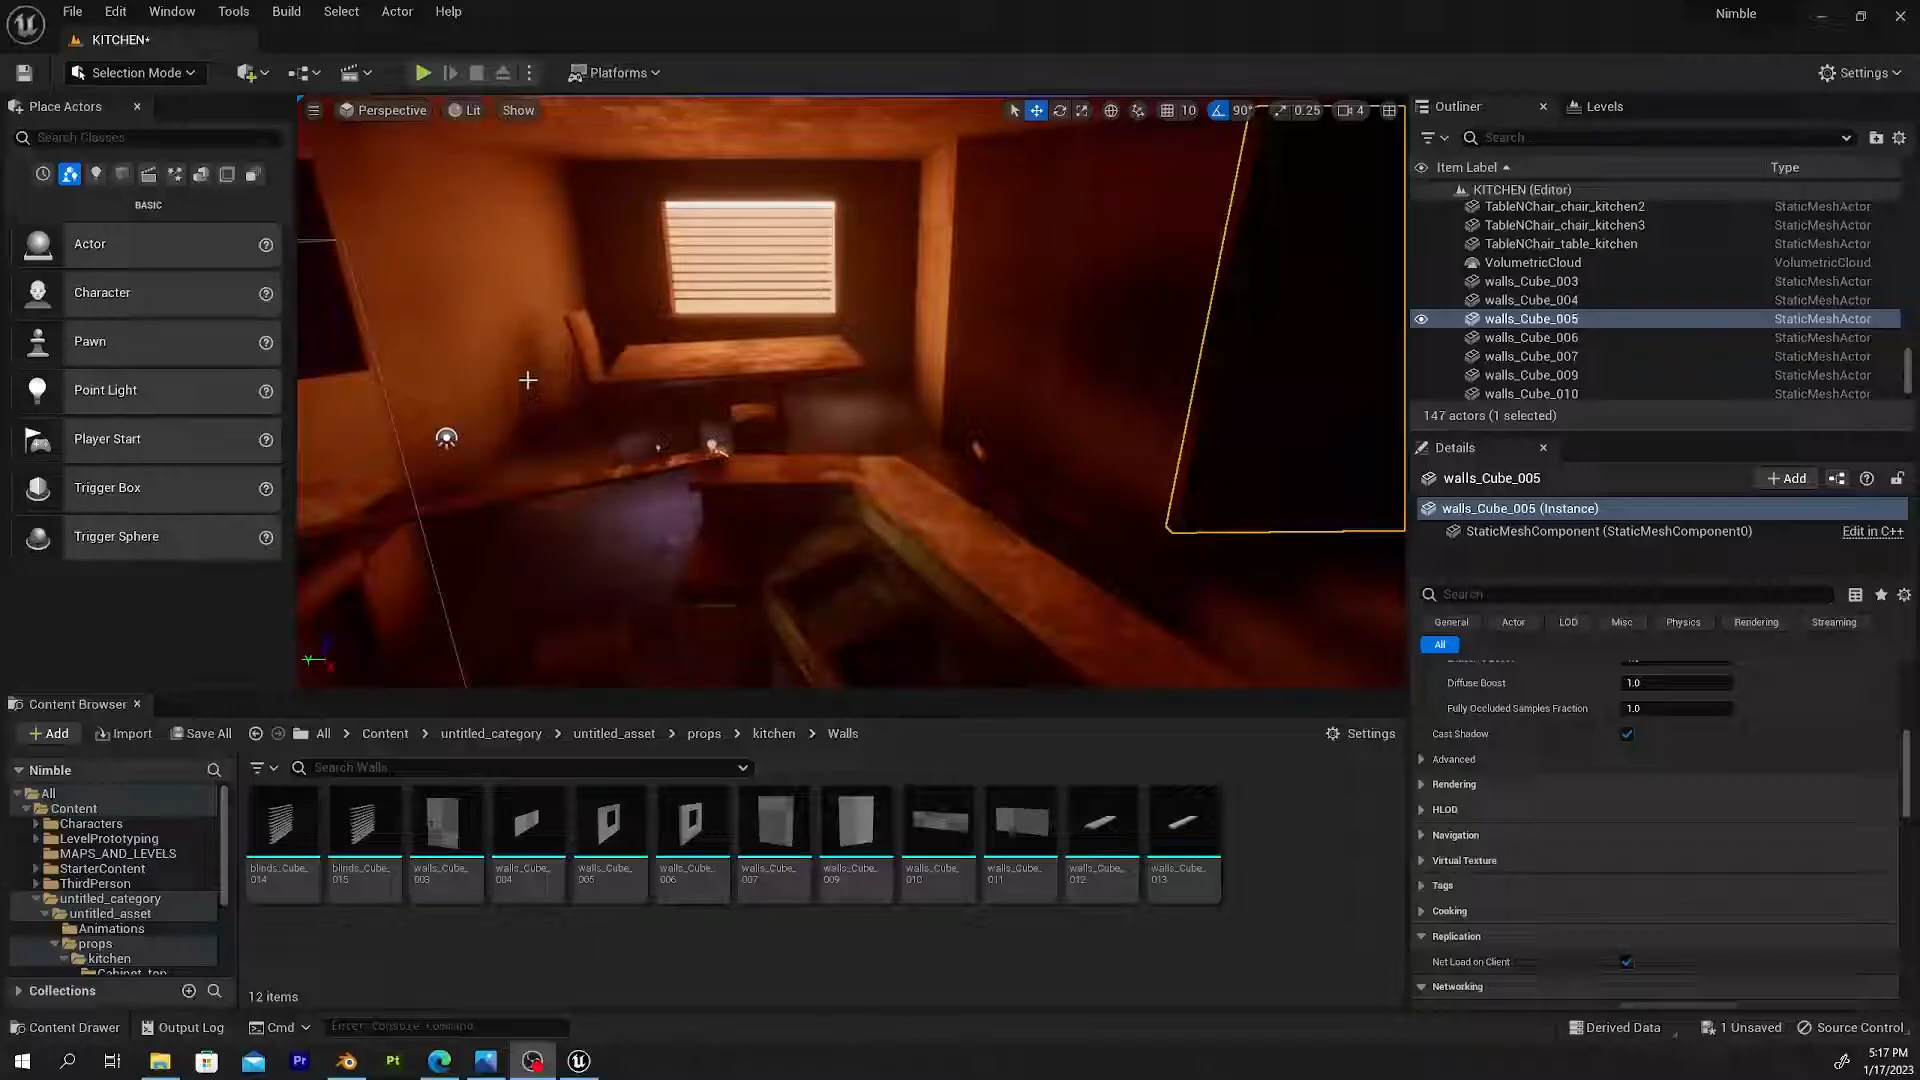 File Edit Window Tools Build Select Actor Help
Nimble
KITCHEN*
Selection Mode
Platforms
Settings
Place Actors
Search Classes
BASIC
Actor
Character
Pawn
Point Light
Player Start
Trigger Box
Trigger Sphere
Perspective Lit Show
10 90° 0.25 4
Outliner Levels
Search...
Item Label Type
KITCHEN (Editor)
TableNChair_chair_kitchen2 StaticMeshActor
TableNChair_chair_kitchen3 StaticMeshActor
TableNChair_table_kitchen StaticMeshActor
VolumetricCloud VolumetricCloud
walls_Cube_003 StaticMeshActor
walls_Cube_004 StaticMeshActor
walls_Cube_005 StaticMeshActor
walls_Cube_006 StaticMeshActor
walls_Cube_007 StaticMeshActor
walls_Cube_009 StaticMeshActor
walls_Cube_010 StaticMeshActor
147 actors (1 selected)
Details
walls_Cube_005
Add
walls_Cube_005 (Instance)
StaticMeshComponent (StaticMeshComponent0) Edit in C++
Search
General Actor LOD Misc Physics Rendering Streaming
All
Diffuse Boost 1.0
Fully Occluded Samples Fraction 1.0
Cast Shadow
Advanced
Rendering
HLOD
Navigation
Virtual Texture
Tags
Cooking
Replication
Net Load on Client
Networking
Content Browser
Add Import Save All All > Content > untitled_category > untitled_asset > props > kitchen > Walls
Settings
Nimble
Search Walls
All
Content
Characters
LevelPrototyping
MAPS_AND_LEVELS
StarterContent
ThirdPerson
untitled_category
untitled_asset
Animations
props
kitchen
Cabinet_top
Collections
blinds_Cube_014
blinds_Cube_015
walls_Cube_003
walls_Cube_004
walls_Cube_005
walls_Cube_006
walls_Cube_007
walls_Cube_009
walls_Cube_010
walls_Cube_011
walls_Cube_012
walls_Cube_013
12 items
Content Drawer Output Log Cmd Enter Console Command
Derived Data 1 Unsaved Source Control
Pr
Pt
5:17 PM
1/17/2023